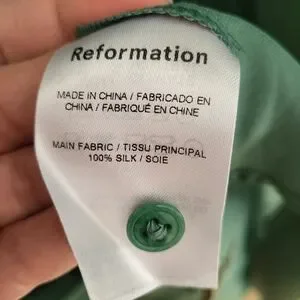 Reformation
MADE IN CHINA / FABRICADO EN
CHINA / FABRIQUÉ EN CHINE
MAIN FABRIC / TISSU PRINCIPAL
100% SILK / SOIE